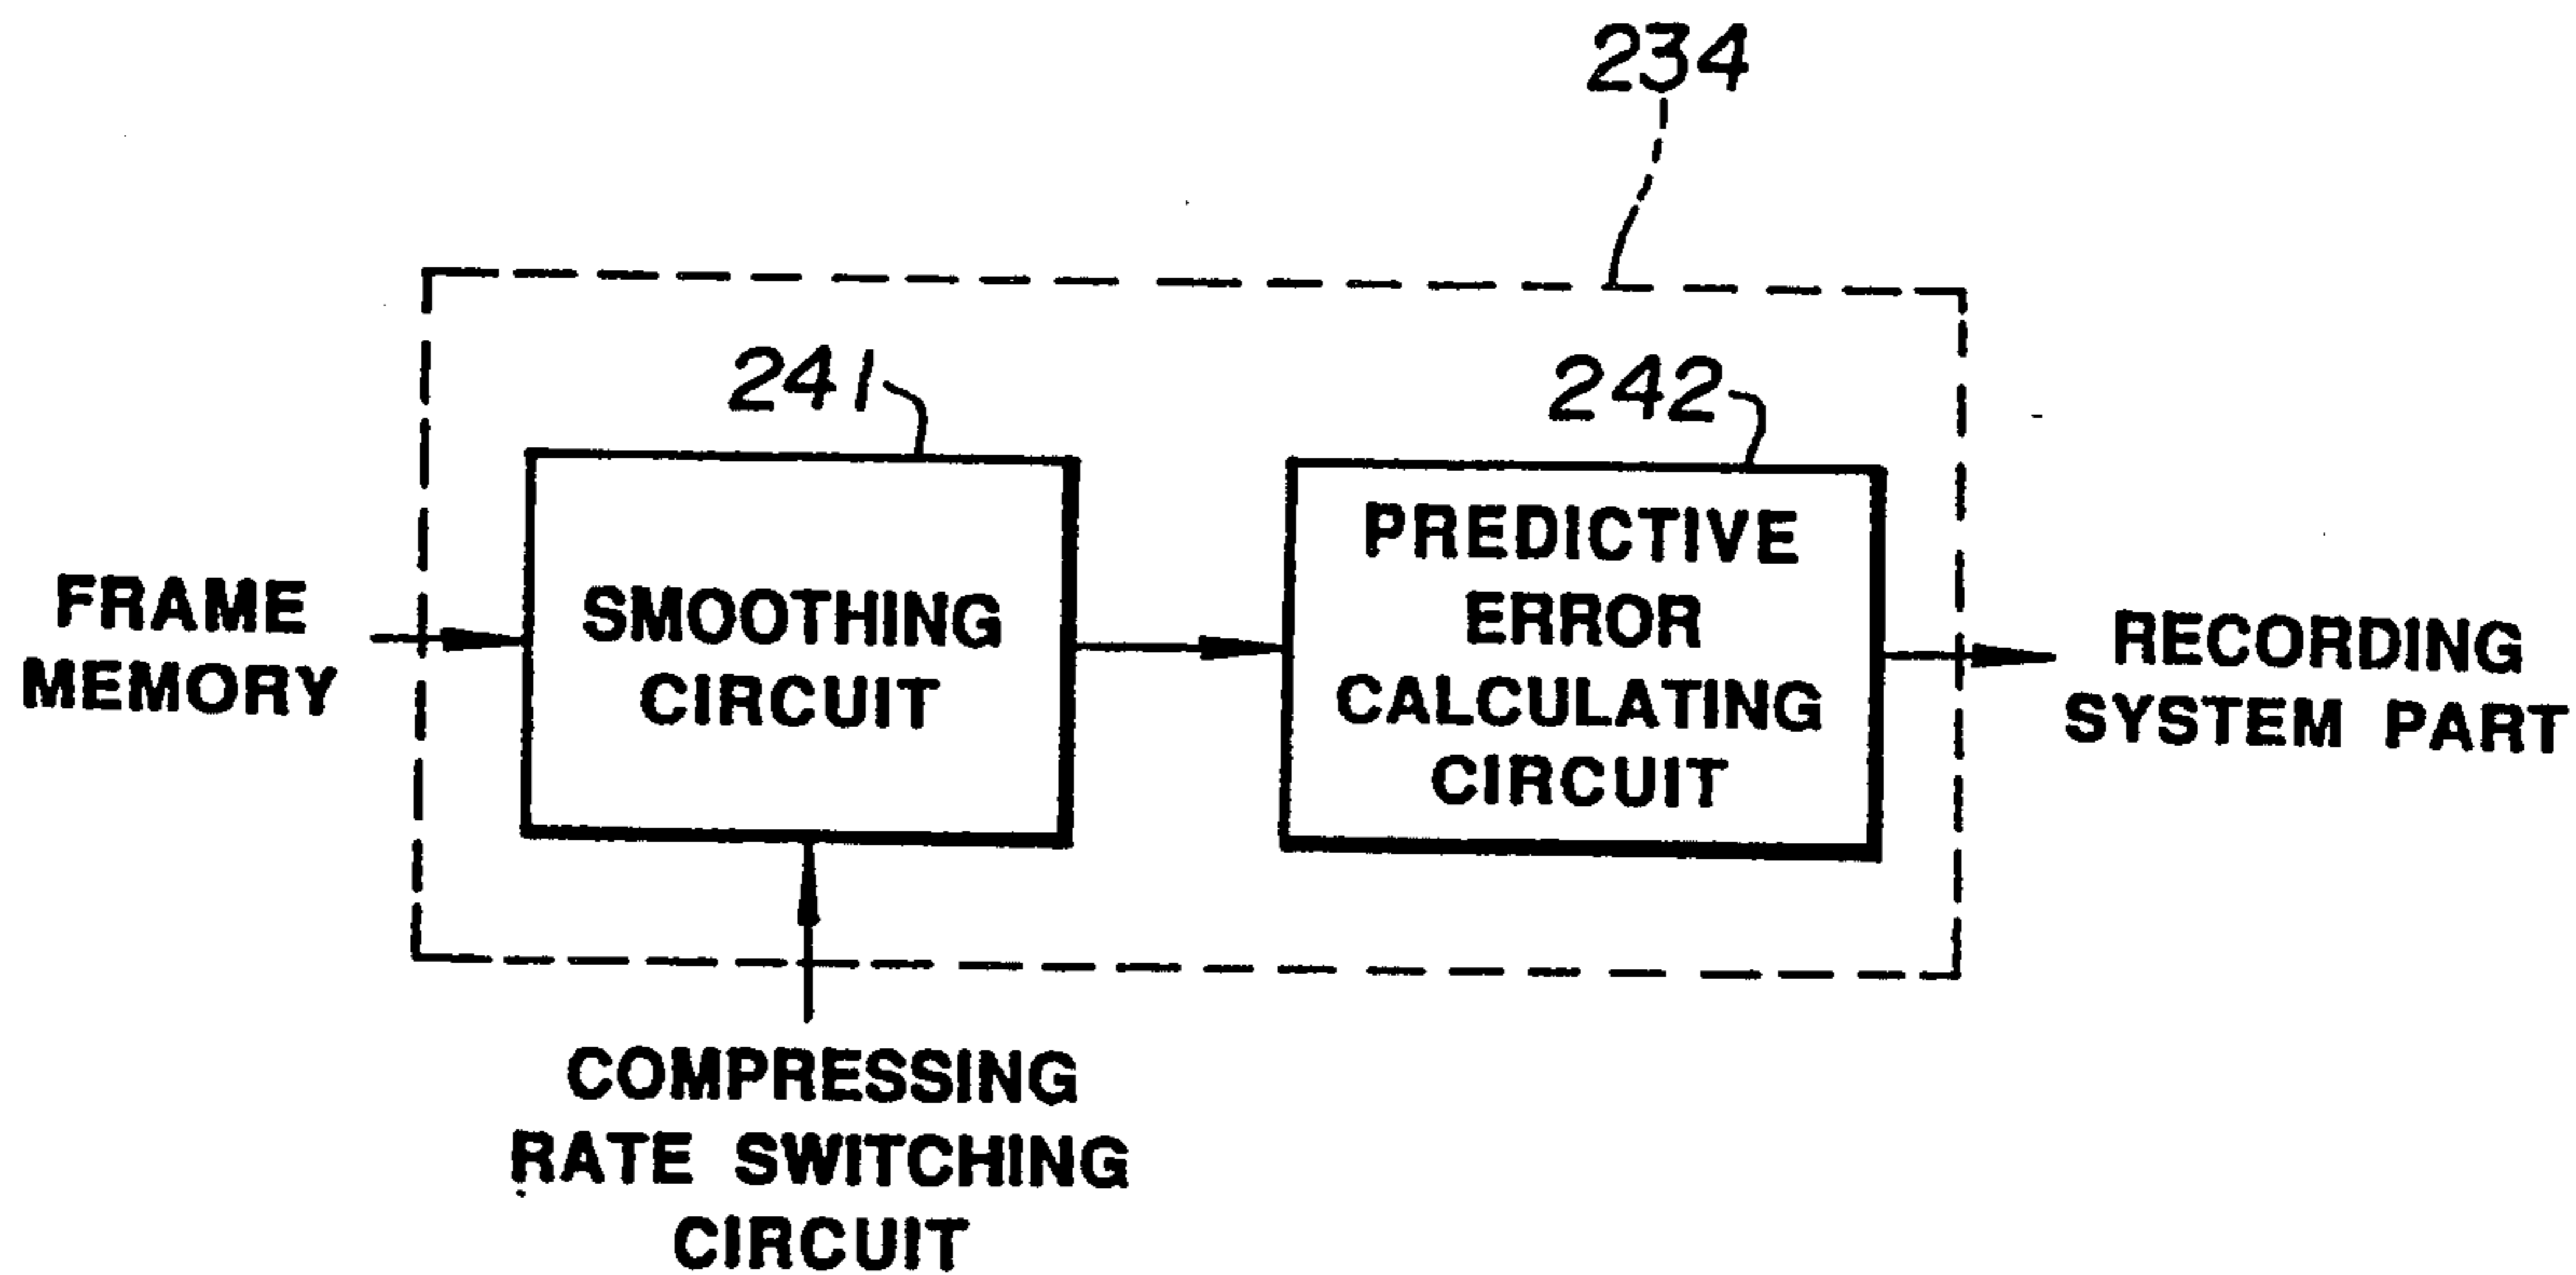 234
241
242
FRAME
MEMORY
SMOOTHING
CIRCUIT
PREDICTIVE
ERROR
CALCULATING
CIRCUIT
RECORDING
SYSTEM PART
COMPRESSING
RATE SWITCHING
CIRCUIT